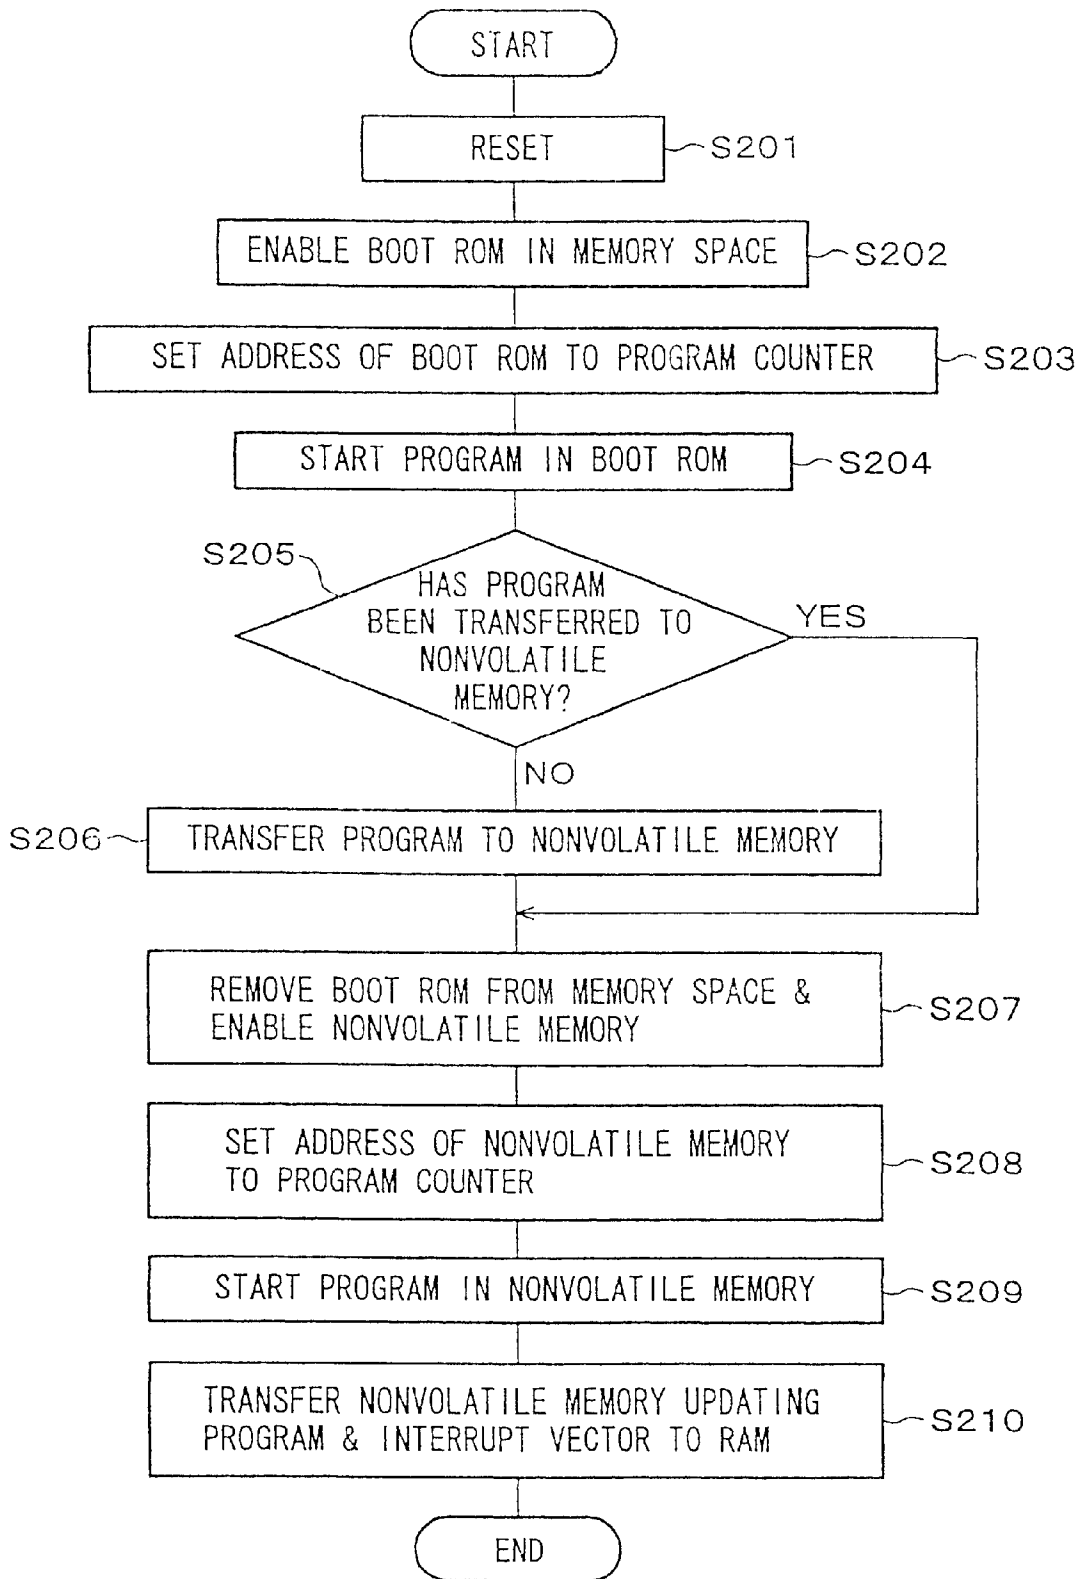 START
RESET
S201
ENABLE BOOT ROM IN MEMORY SPACE
S202
SET ADDRESS OF BOOT ROM TO PROGRAM COUNTER
S203
START PROGRAM IN BOOT ROM
S204
S205
HAS PROGRAM
BEEN TRANSFERRED TO
NONVOLATILE
MEMORY?
YES
NO
S206
TRANSFER PROGRAM TO NONVOLATILE MEMORY
REMOVE BOOT ROM FROM MEMORY SPACE &
ENABLE NONVOLATILE MEMORY
S207
SET ADDRESS OF NONVOLATILE MEMORY
TO PROGRAM COUNTER
S208
START PROGRAM IN NONVOLATILE MEMORY
S209
TRANSFER NONVOLATILE MEMORY UPDATING
PROGRAM & INTERRUPT VECTOR TO RAM
S210
END